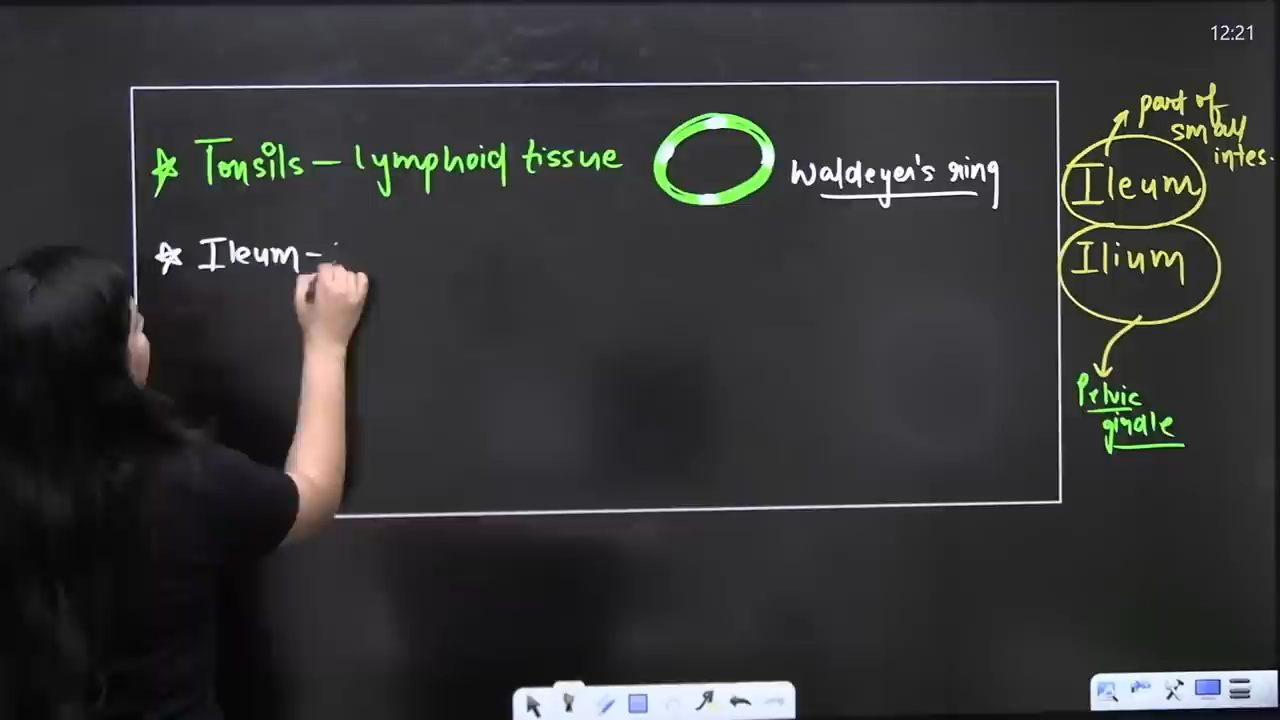 12:21
☆ Tonsils – lymphoid tissue
Waldeyer's ring
☆ Ileum –
part of
small
intes.
Ileum
Ilium
Pelvic
girdle